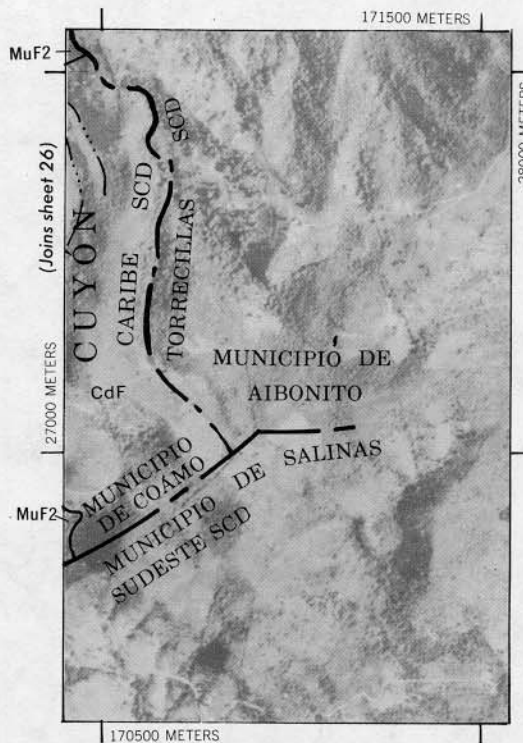 171500 METERS
MuF2
28000 METERS
SCD
SCD
(Joins sheet 26)
CUYÓN
CARIBE
TORRECILLAS
MUNICIPIO DE
AIBONITO
27000 METERS
CdF
MUNICIPIO
DE COÁMO
MUNICIPIO DE SALINAS
SUDESTE SCD
MuF2
170500 METERS